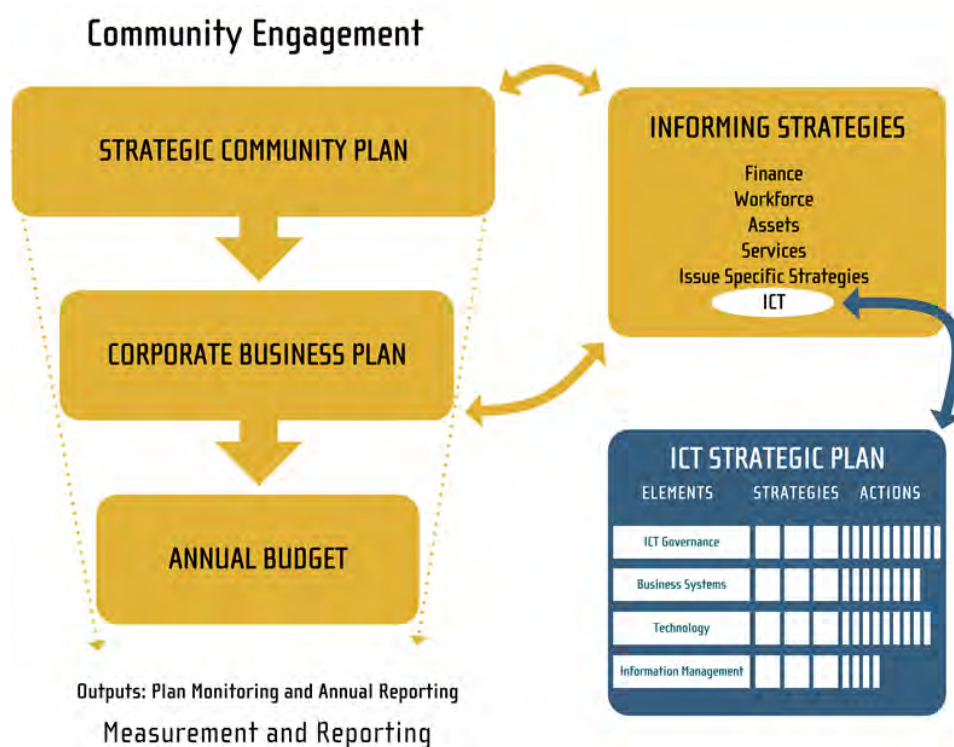 Community Engagement
STRATEGIC COMMUNITY PLAN
CORPORATE BUSINESS PLAN
ANNUAL BUDGET
Outputs: Plan Monitoring and Annual Reporting
Measurement and Reporting
INFORMING STRATEGIES
Finance
Workforce
Assets
Services
Issue Specific Strategies
ICT
ICT STRATEGIC PLAN
ELEMENTS STRATEGIES ACTIONS
ICT Governance
Business Systems
Technology
Information Management